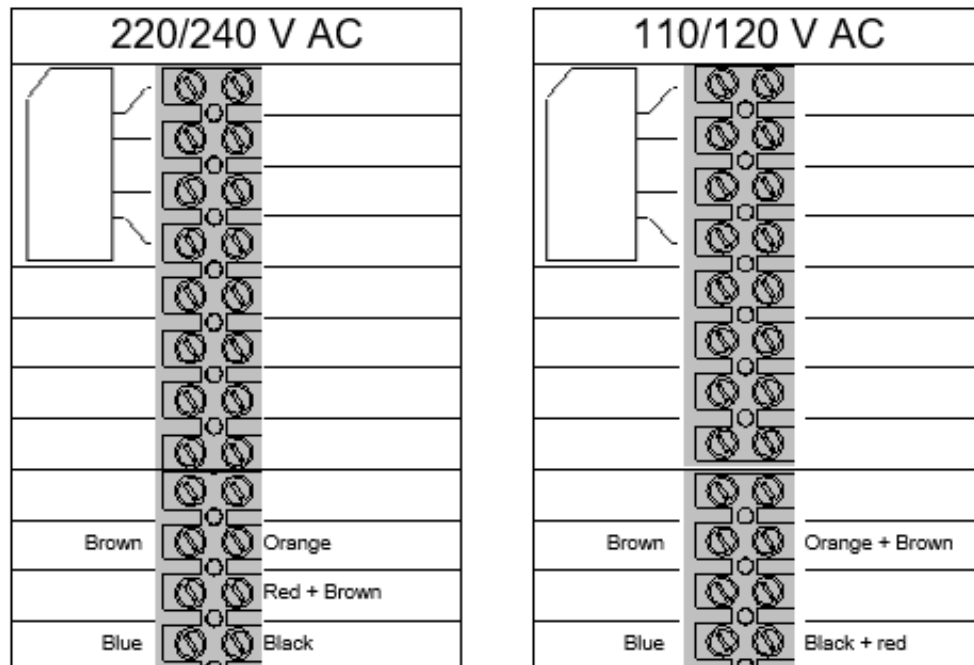 220/240 V AC
110/120 V AC
Brown
Orange
Brown
Orange + Brown
Red + Brown
Blue
Black
Blue
Black + red